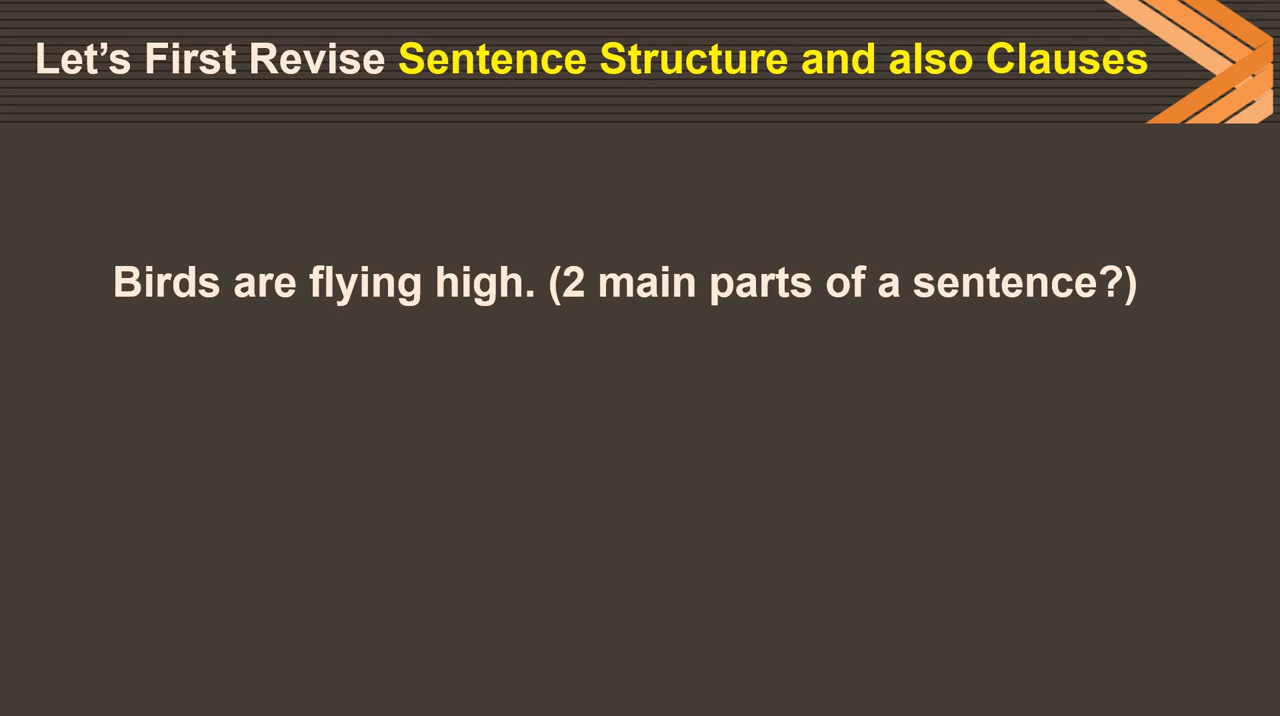 Let’s First Revise Sentence Structure and also Clauses
Birds are flying high. (2 main parts of a sentence?)